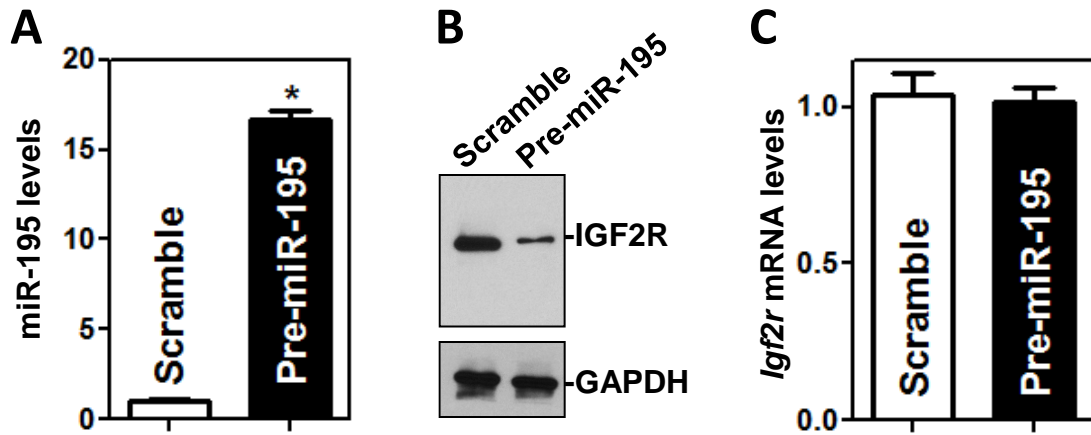 A
miR-195 levels
20
15
10
5
0
*
Scramble
Pre-miR-195
B
Scramble
Pre-miR-195
-IGF2R
-GAPDH
C
Igf2r mRNA levels
1.0
0.5
0.0
Scramble
Pre-miR-195